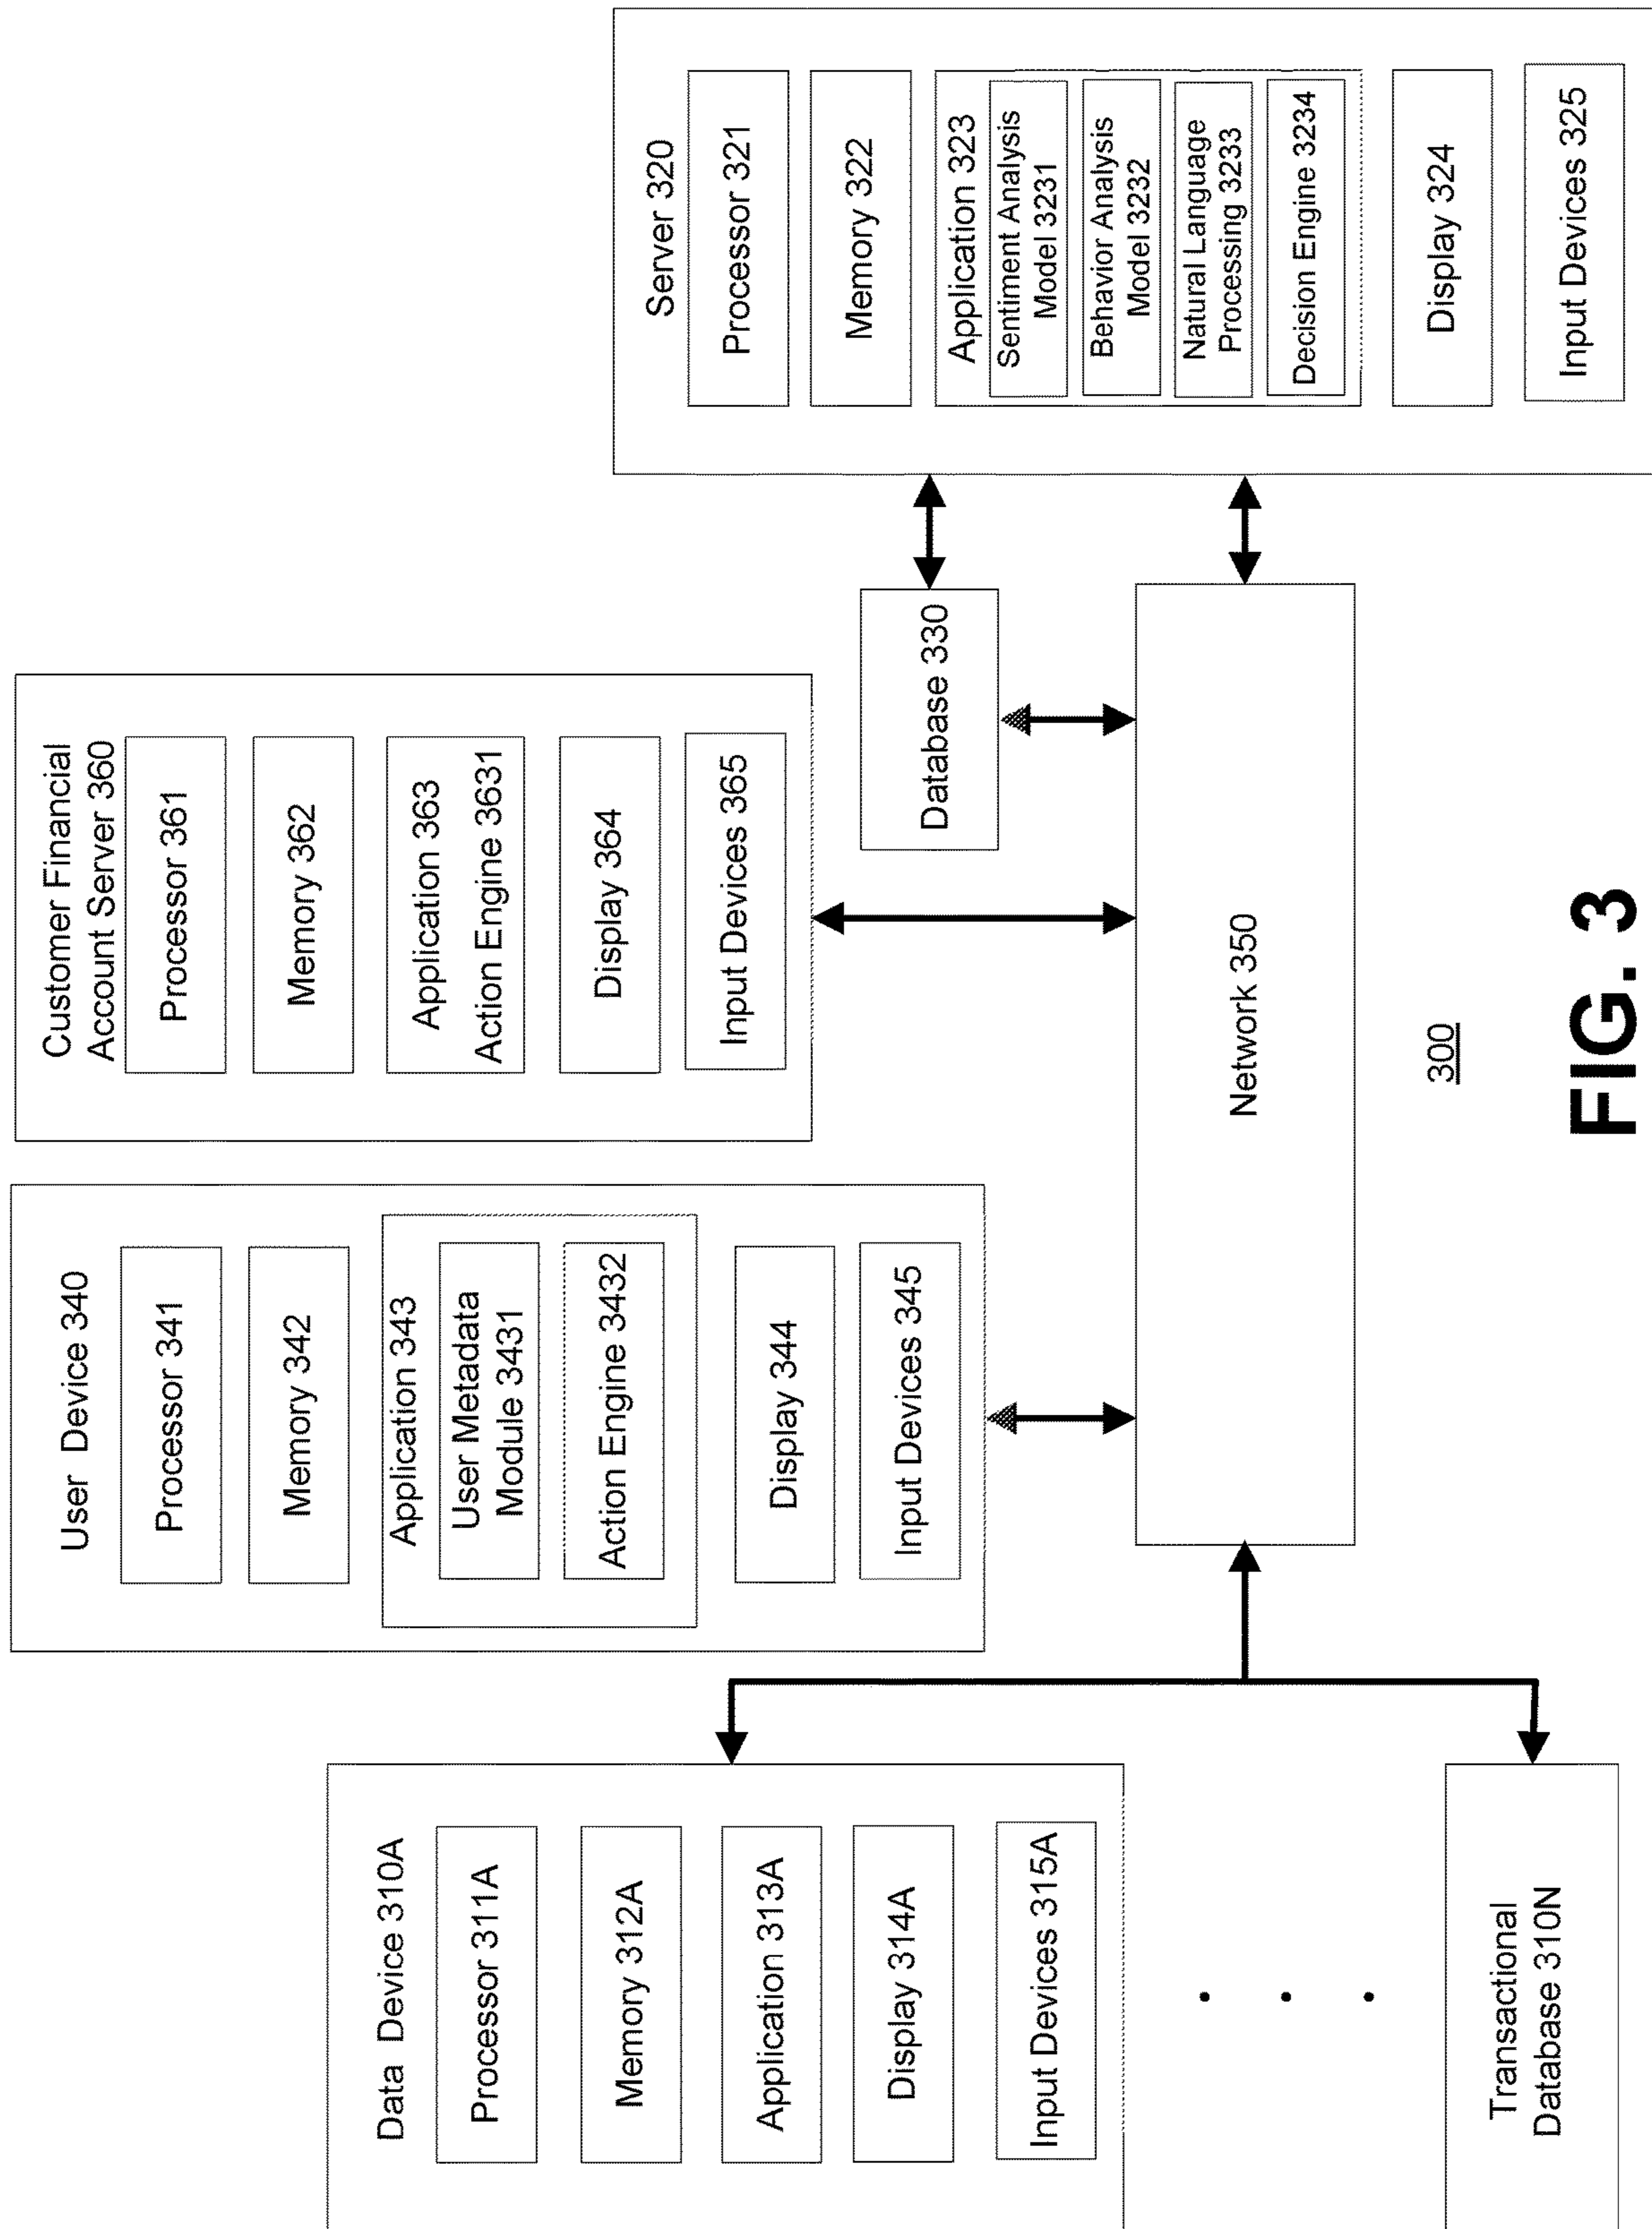 Data Device 310A
Processor 311A
Memory 312A
Application 313A
Display 314A
Input Devices 315A
Transactional
Database 310N
User Device 340
Processor 341
Memory 342
Application 343
User Metadata
Module 3431
Action Engine 3432
Display 344
Input Devices 345
Customer Financial
Account Server 360
Processor 361
Memory 362
Application 363
Action Engine 3631
Display 364
Input Devices 365
Database 330
Server 320
Processor 321
Memory 322
Application 323
Sentiment Analysis
Model 3231
Behavior Analysis
Model 3232
Natural Language
Processing 3233
Decision Engine 3234
Display 324
Input Devices 325
Network 350
300
FIG. 3